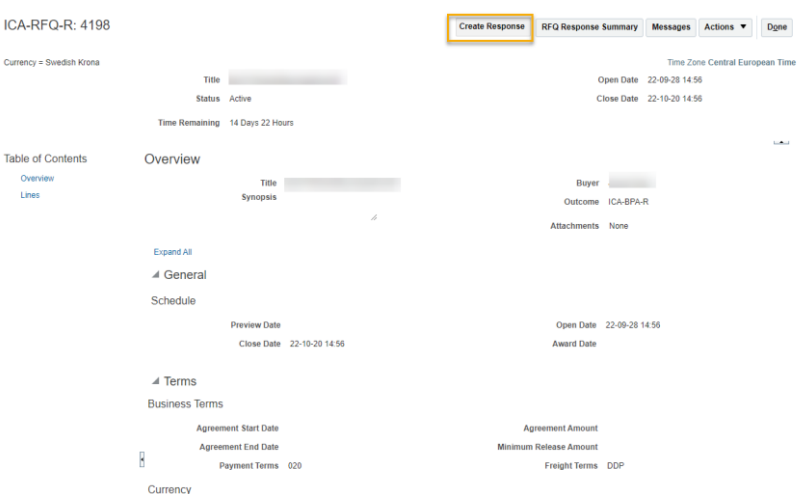 ICA-RFQ-R: 4198 Create Response RFQ Response Summary Messages Actions Done
Currency = Swedish Krona Time Zone Central European Time
Title Open Date 22-09-28 14:56
Status Active Close Date 22-10-20 14:56
Time Remaining 14 Days 22 Hours
Table of Contents Overview
Overview Title Buyer
Lines Synopsis Outcome ICA-BPA-R
Attachments None
Expand All
General
Schedule
Preview Date Open Date 22-09-28 14:56
Close Date 22-10-20 14:56 Award Date
Terms
Business Terms
Agreement Start Date Agreement Amount
Agreement End Date Minimum Release Amount
Payment Terms 020 Freight Terms DDP
Currency